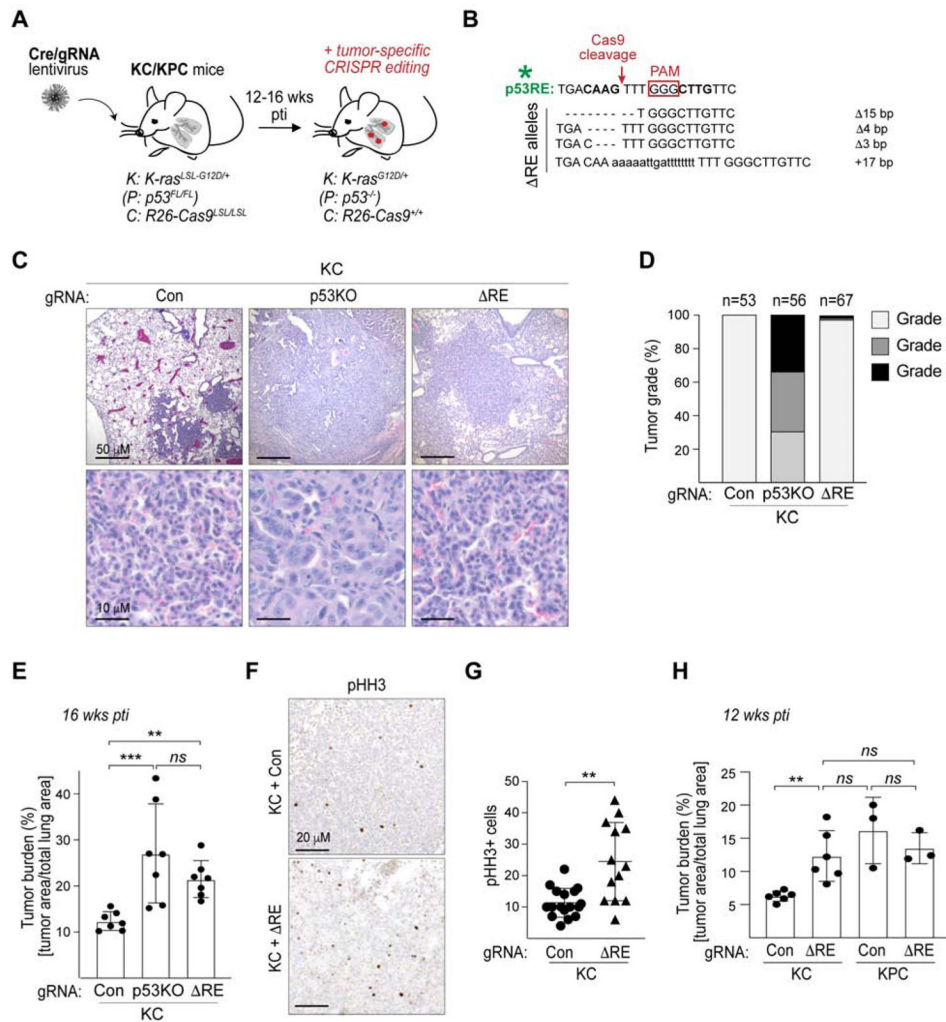 A
Cre/gRNA
lentivirus
KC/KPC mice
12-16 wks
pti
+ tumor-specific
CRISPR editing
K: K-ras^LSL-G12D/+
(P: p53^FL/FL)
C: R26-Cas9^LSL/LSL
K: K-ras^G12D/+
(P: p53^-/-)
C: R26-Cas9^+/+
B
Cas9
cleavage
PAM
*
p53RE: TGACAAG TTT GGGCTTGTTC
ΔRE alleles
- - - - - - - - - T GGGCTTGTTC Δ15 bp
TGA - - - - - TTT GGGCTTGTTC Δ4 bp
TGA C- - - - TTT GGGCTTGTTC Δ3 bp
TGA CAA aaaaattgattttttttt TTT GGGCTTGTTC +17 bp
C
KC
gRNA: Con p53KO ΔRE
50 μM
10 μM
D
n=53 n=56 n=67
Grade
Grade
Grade
Tumor grade (%)
100
80
60
40
20
gRNA: Con p53KO ΔRE
KC
E
16 wks pti
**
*** ns
Tumor burden (%)
[tumor area/total lung area]
40
30
20
10
gRNA: Con p53KO ΔRE
KC
F
pHH3
KC + Con
20 μM
KC + ΔRE
G
**
pHH3+ cells
50
40
30
20
10
gRNA: Con ΔRE
KC
H
12 wks pti
ns
** ns ns
Tumor burden (%)
[tumor area/total lung area]
25
20
15
10
5
gRNA: Con ΔRE Con ΔRE
KC KPC